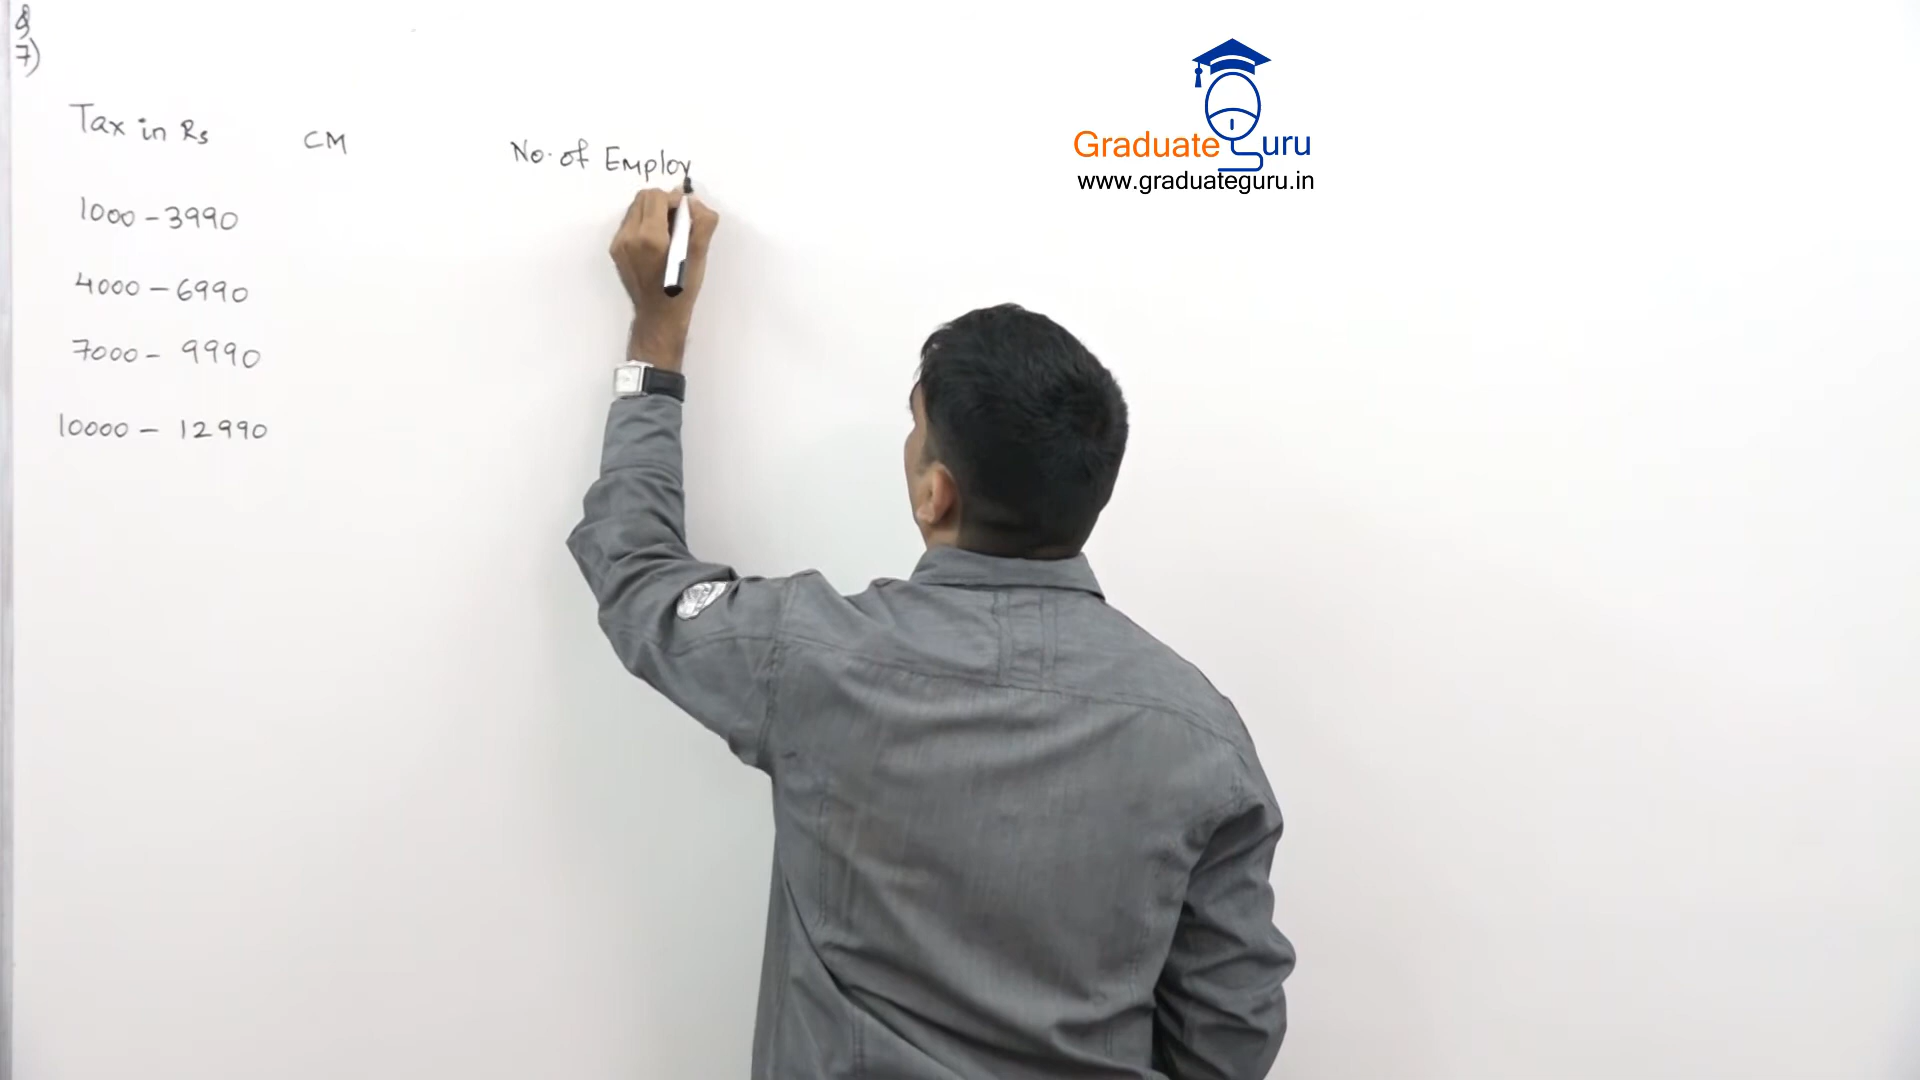 Q
7)
Tax in Rs CM No. of Employ
1000 - 3990
4000 - 6990
7000 - 9990
10000 - 12990
Graduate Guru
www.graduateguru.in